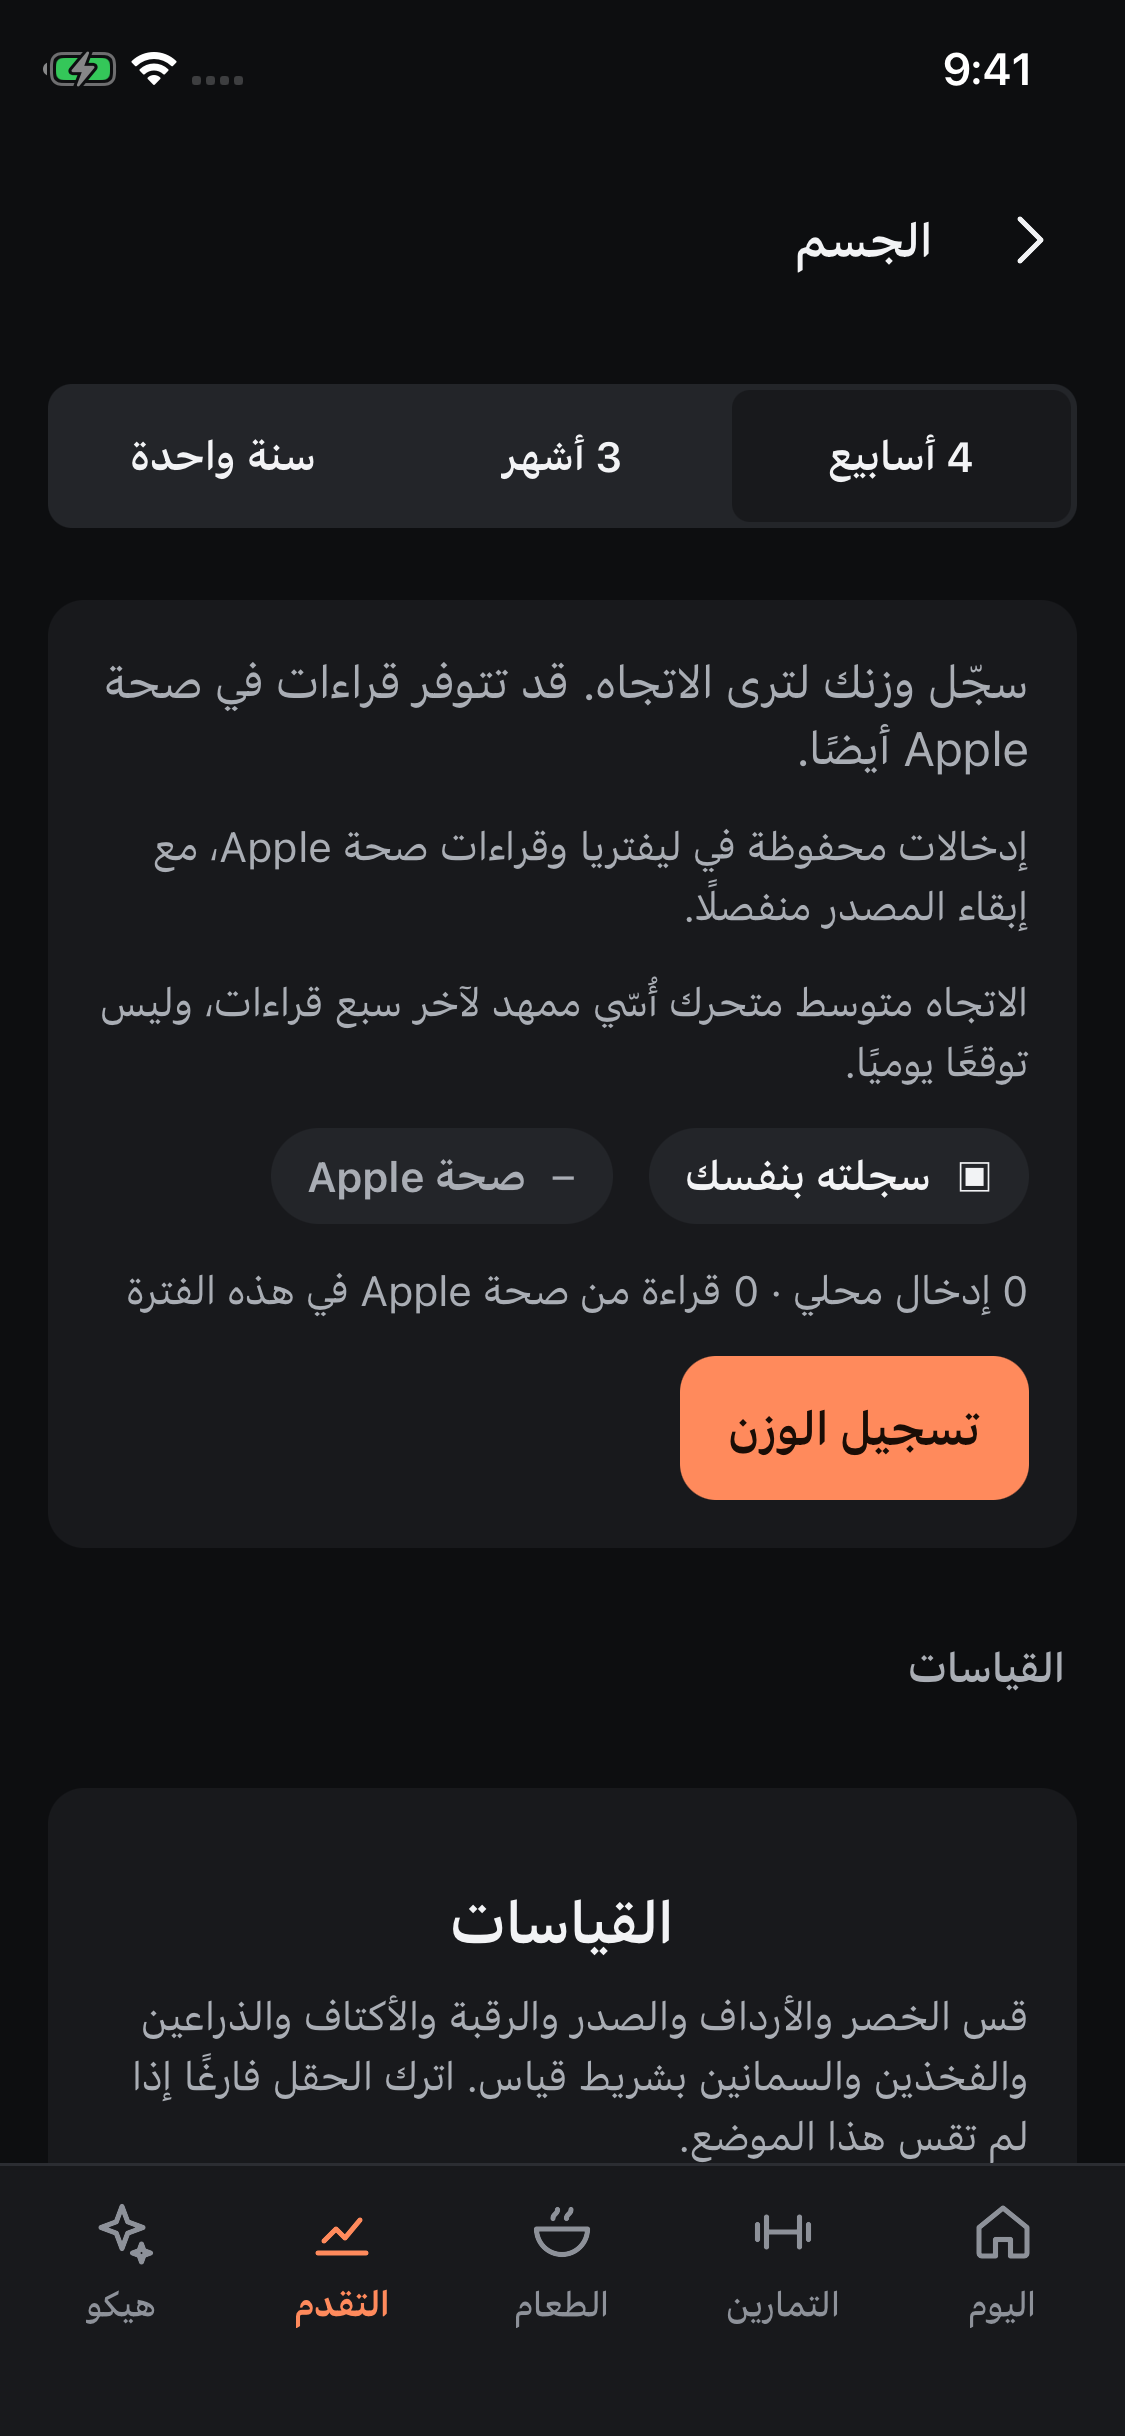 9:41
الجسم
4 أسابيع
3 أشهر
سنة واحدة
سجّل وزنك لترى الاتجاه. قد تتوفر قراءات في صحة
Apple أيضًا.
إدخالات محفوظة في ليفتريا وقراءات صحة Apple، مع
إبقاء المصدر منفصلًا.
الاتجاه متوسط متحرك أُسّي ممهد لآخر سبع قراءات، وليس
توقعًا يوميًا.
▣ سجلته بنفسك
– صحة Apple
0 إدخال محلي · 0 قراءة من صحة Apple في هذه الفترة
تسجيل الوزن
القياسات
القياسات
قس الخصر والأرداف والصدر والرقبة والأكتاف والذراعين
والفخذين والسمانين بشريط قياس. اترك الحقل فارغًا إذا
لم تقس هذا الموضع.
اليوم
التمارين
الطعام
التقدم
هيكو